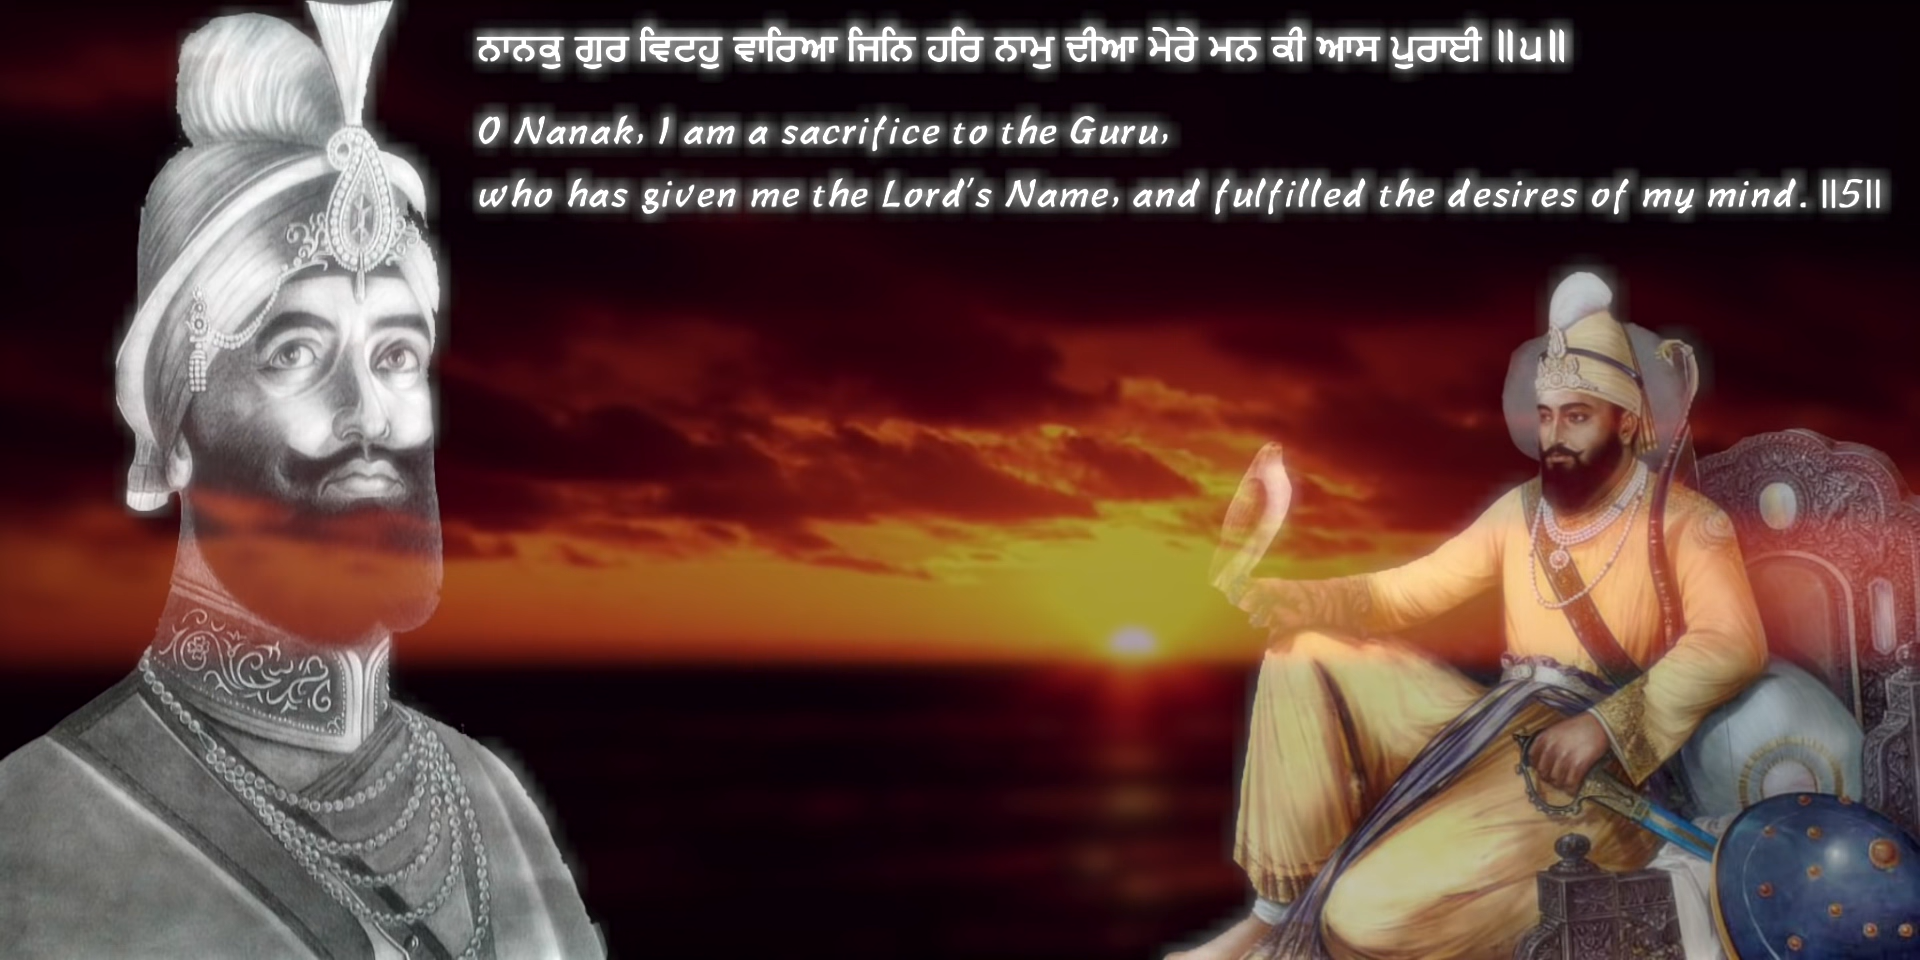 ਨਾਨਕੁ ਗੁਰ ਵਿਟਹੁ ਵਾਰਿਆ ਜਿਨਿ ਹਰਿ ਨਾਮੁ ਦੀਆ ਮੇਰੇ ਮਨ ਕੀ ਆਸ ਪੁਰਾਈ ॥੫॥
O Nanak, I am a sacrifice to the Guru,
who has given me the Lord's Name, and fulfilled the desires of my mind. ॥5॥